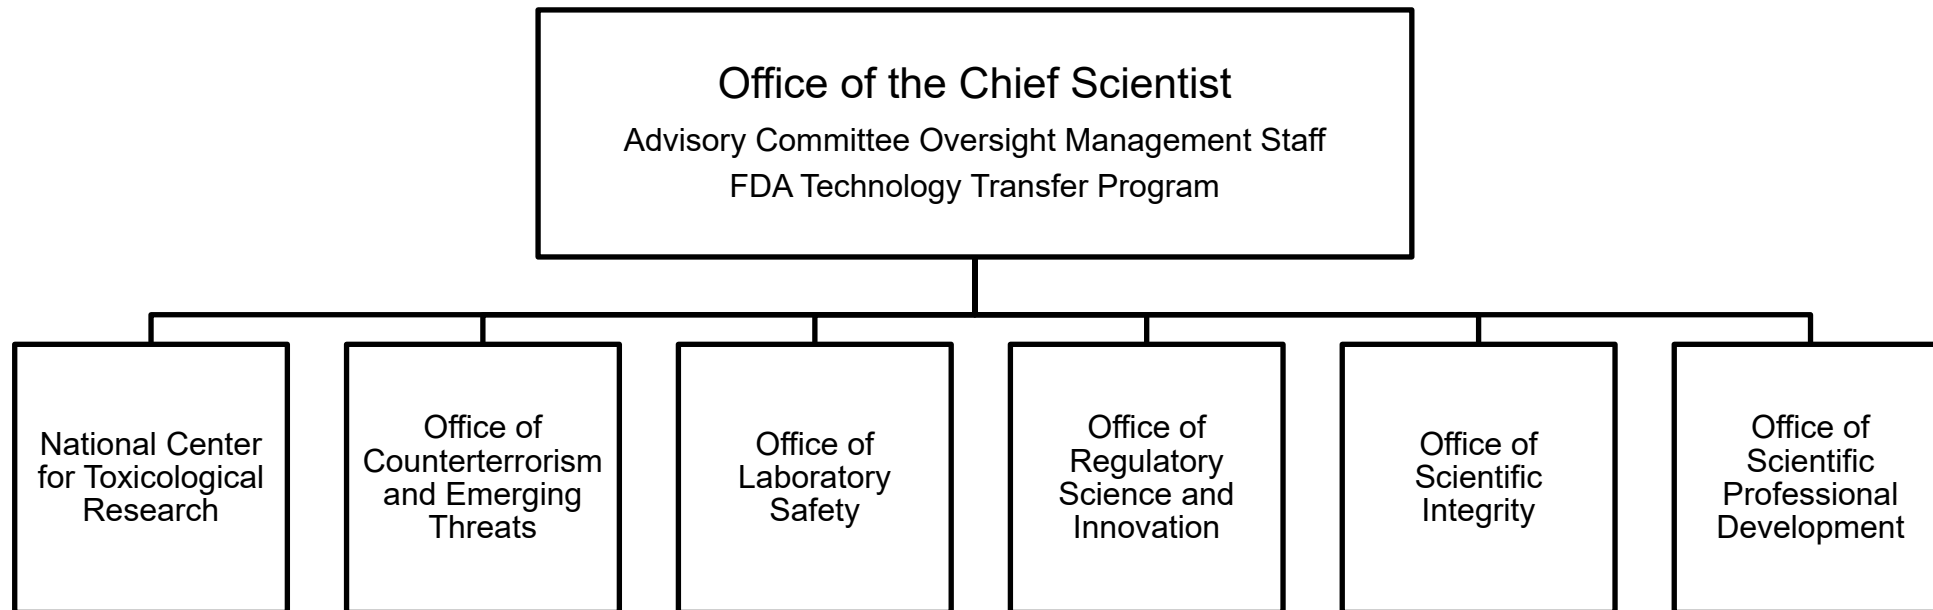 Office of the Chief Scientist
Advisory Committee Oversight Management Staff
FDA Technology Transfer Program
National Center
for Toxicological
Research
Office of
Counterterrorism
and Emerging
Threats
Office of
Laboratory
Safety
Office of
Regulatory
Science and
Innovation
Office of
Scientific
Integrity
Office of
Scientific
Professional
Development